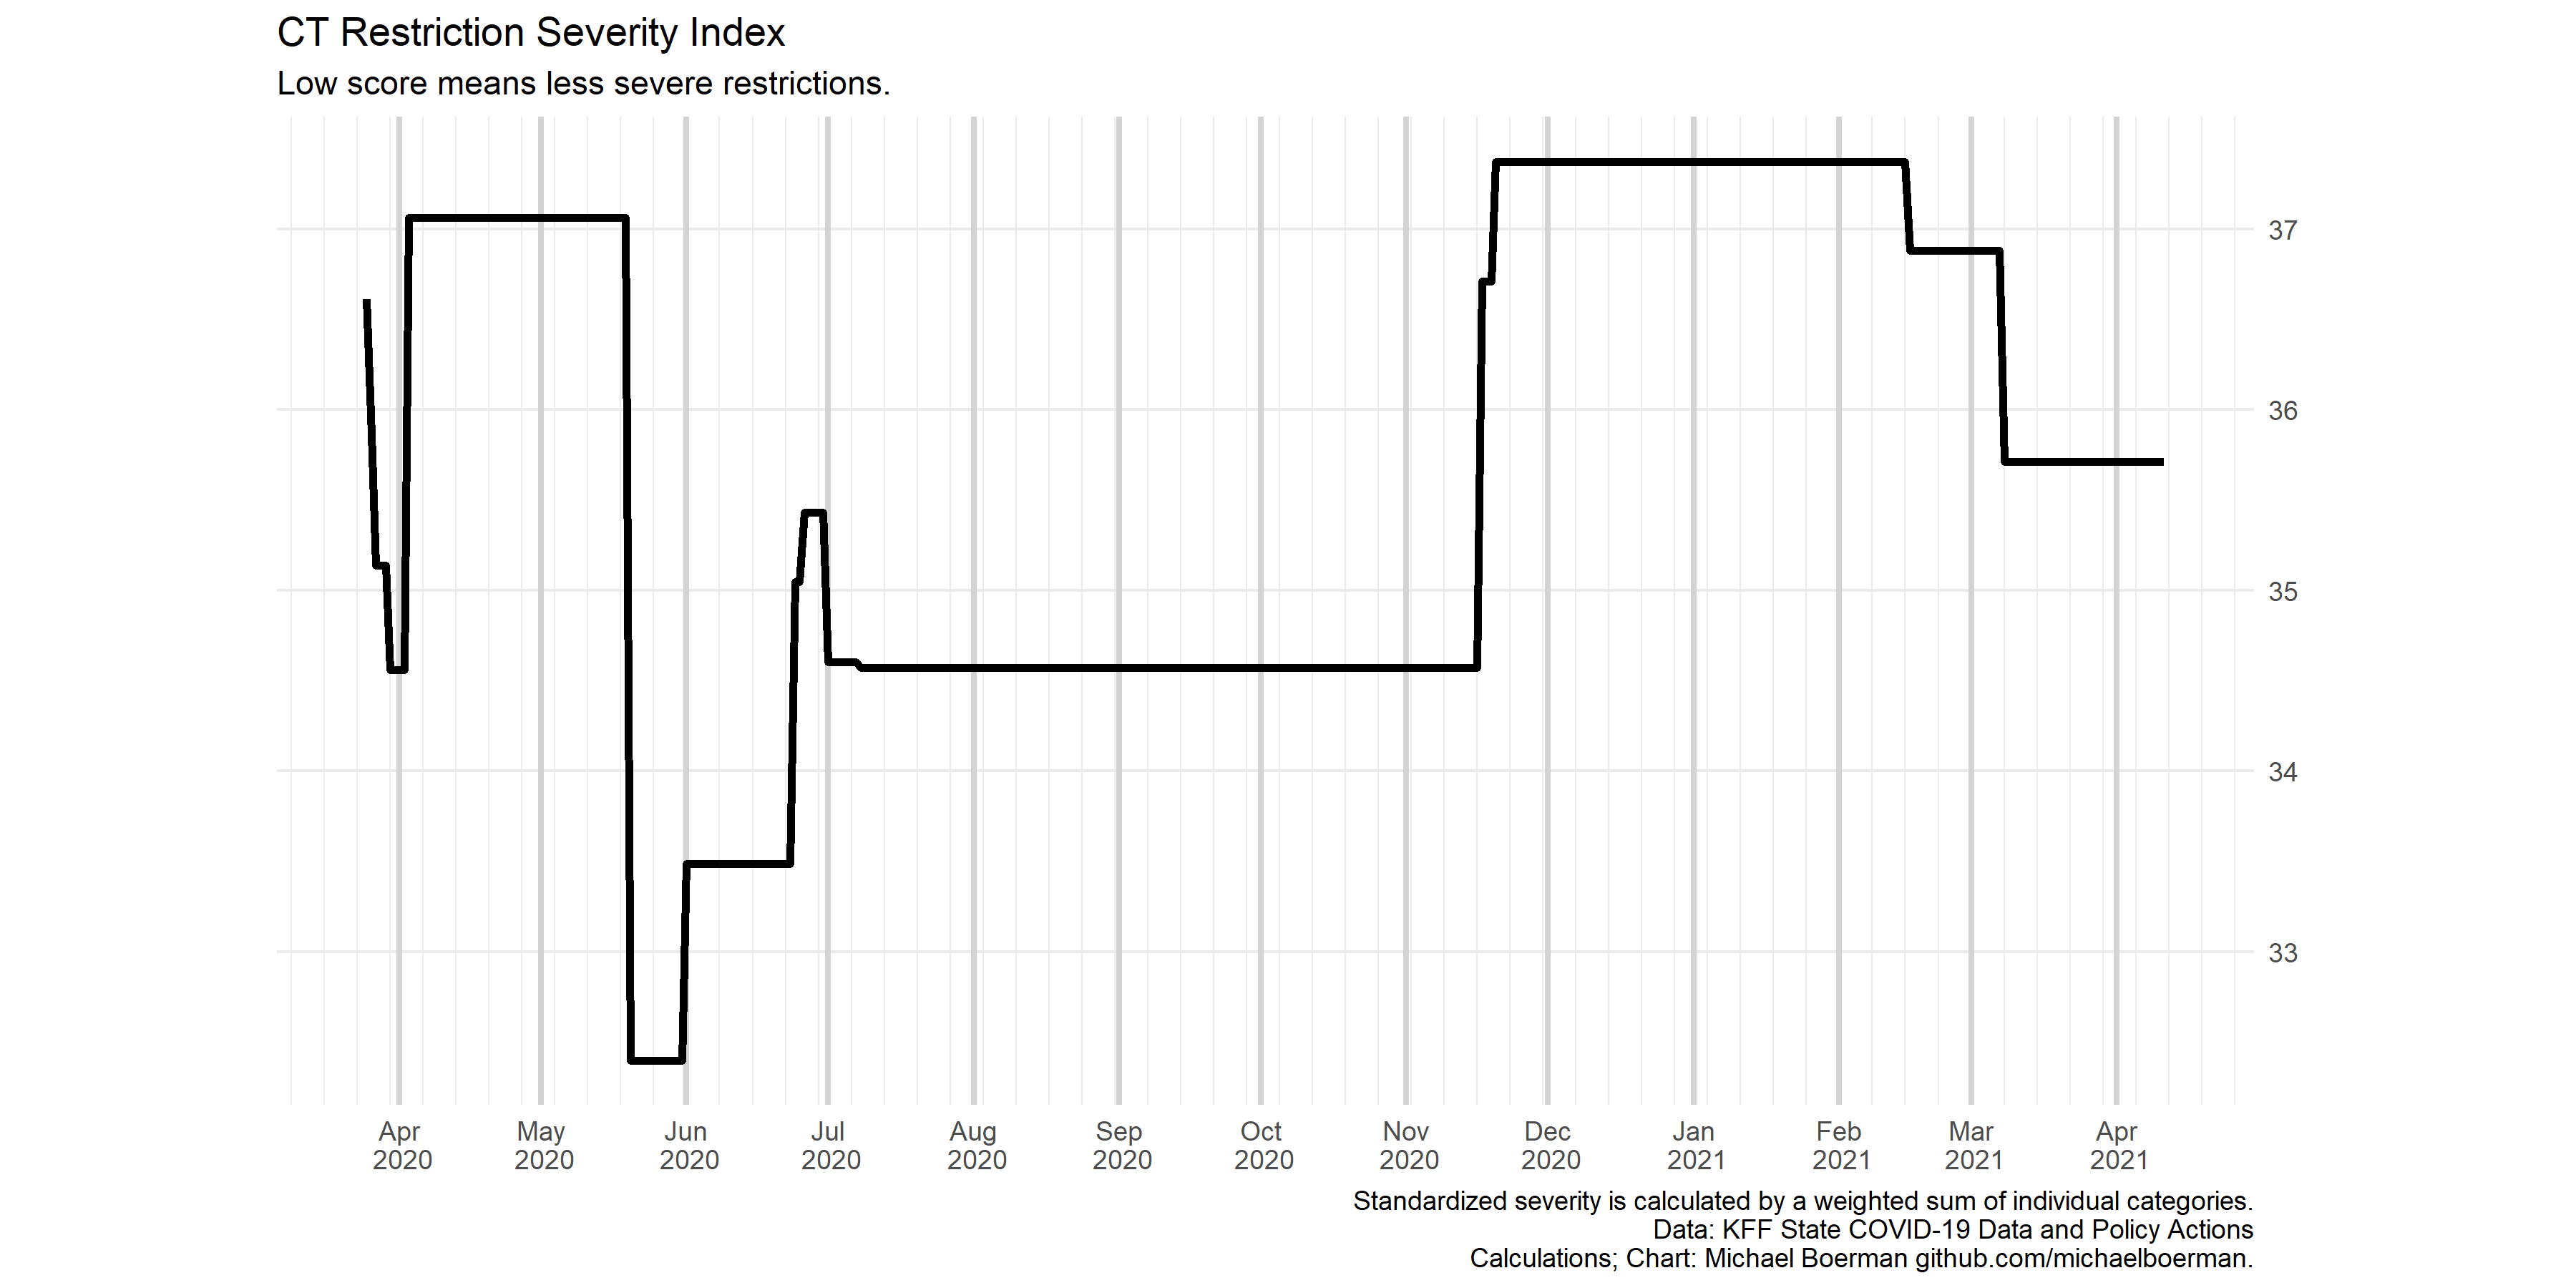 CT Restriction Severity Index
Low score means less severe restrictions.
37
36
35
34
33
Apr May Jun Jul Aug Sep Oct Nov Dec Jan Feb Mar Apr
2020 2020 2020 2020 2020 2020 2020 2020 2020 2021 2021 2021 2021
Standardized severity is calculated by a weighted sum of individual categories.
Data: KFF State COVID-19 Data and Policy Actions
Calculations; Chart: Michael Boerman github.com/michaelboerman.